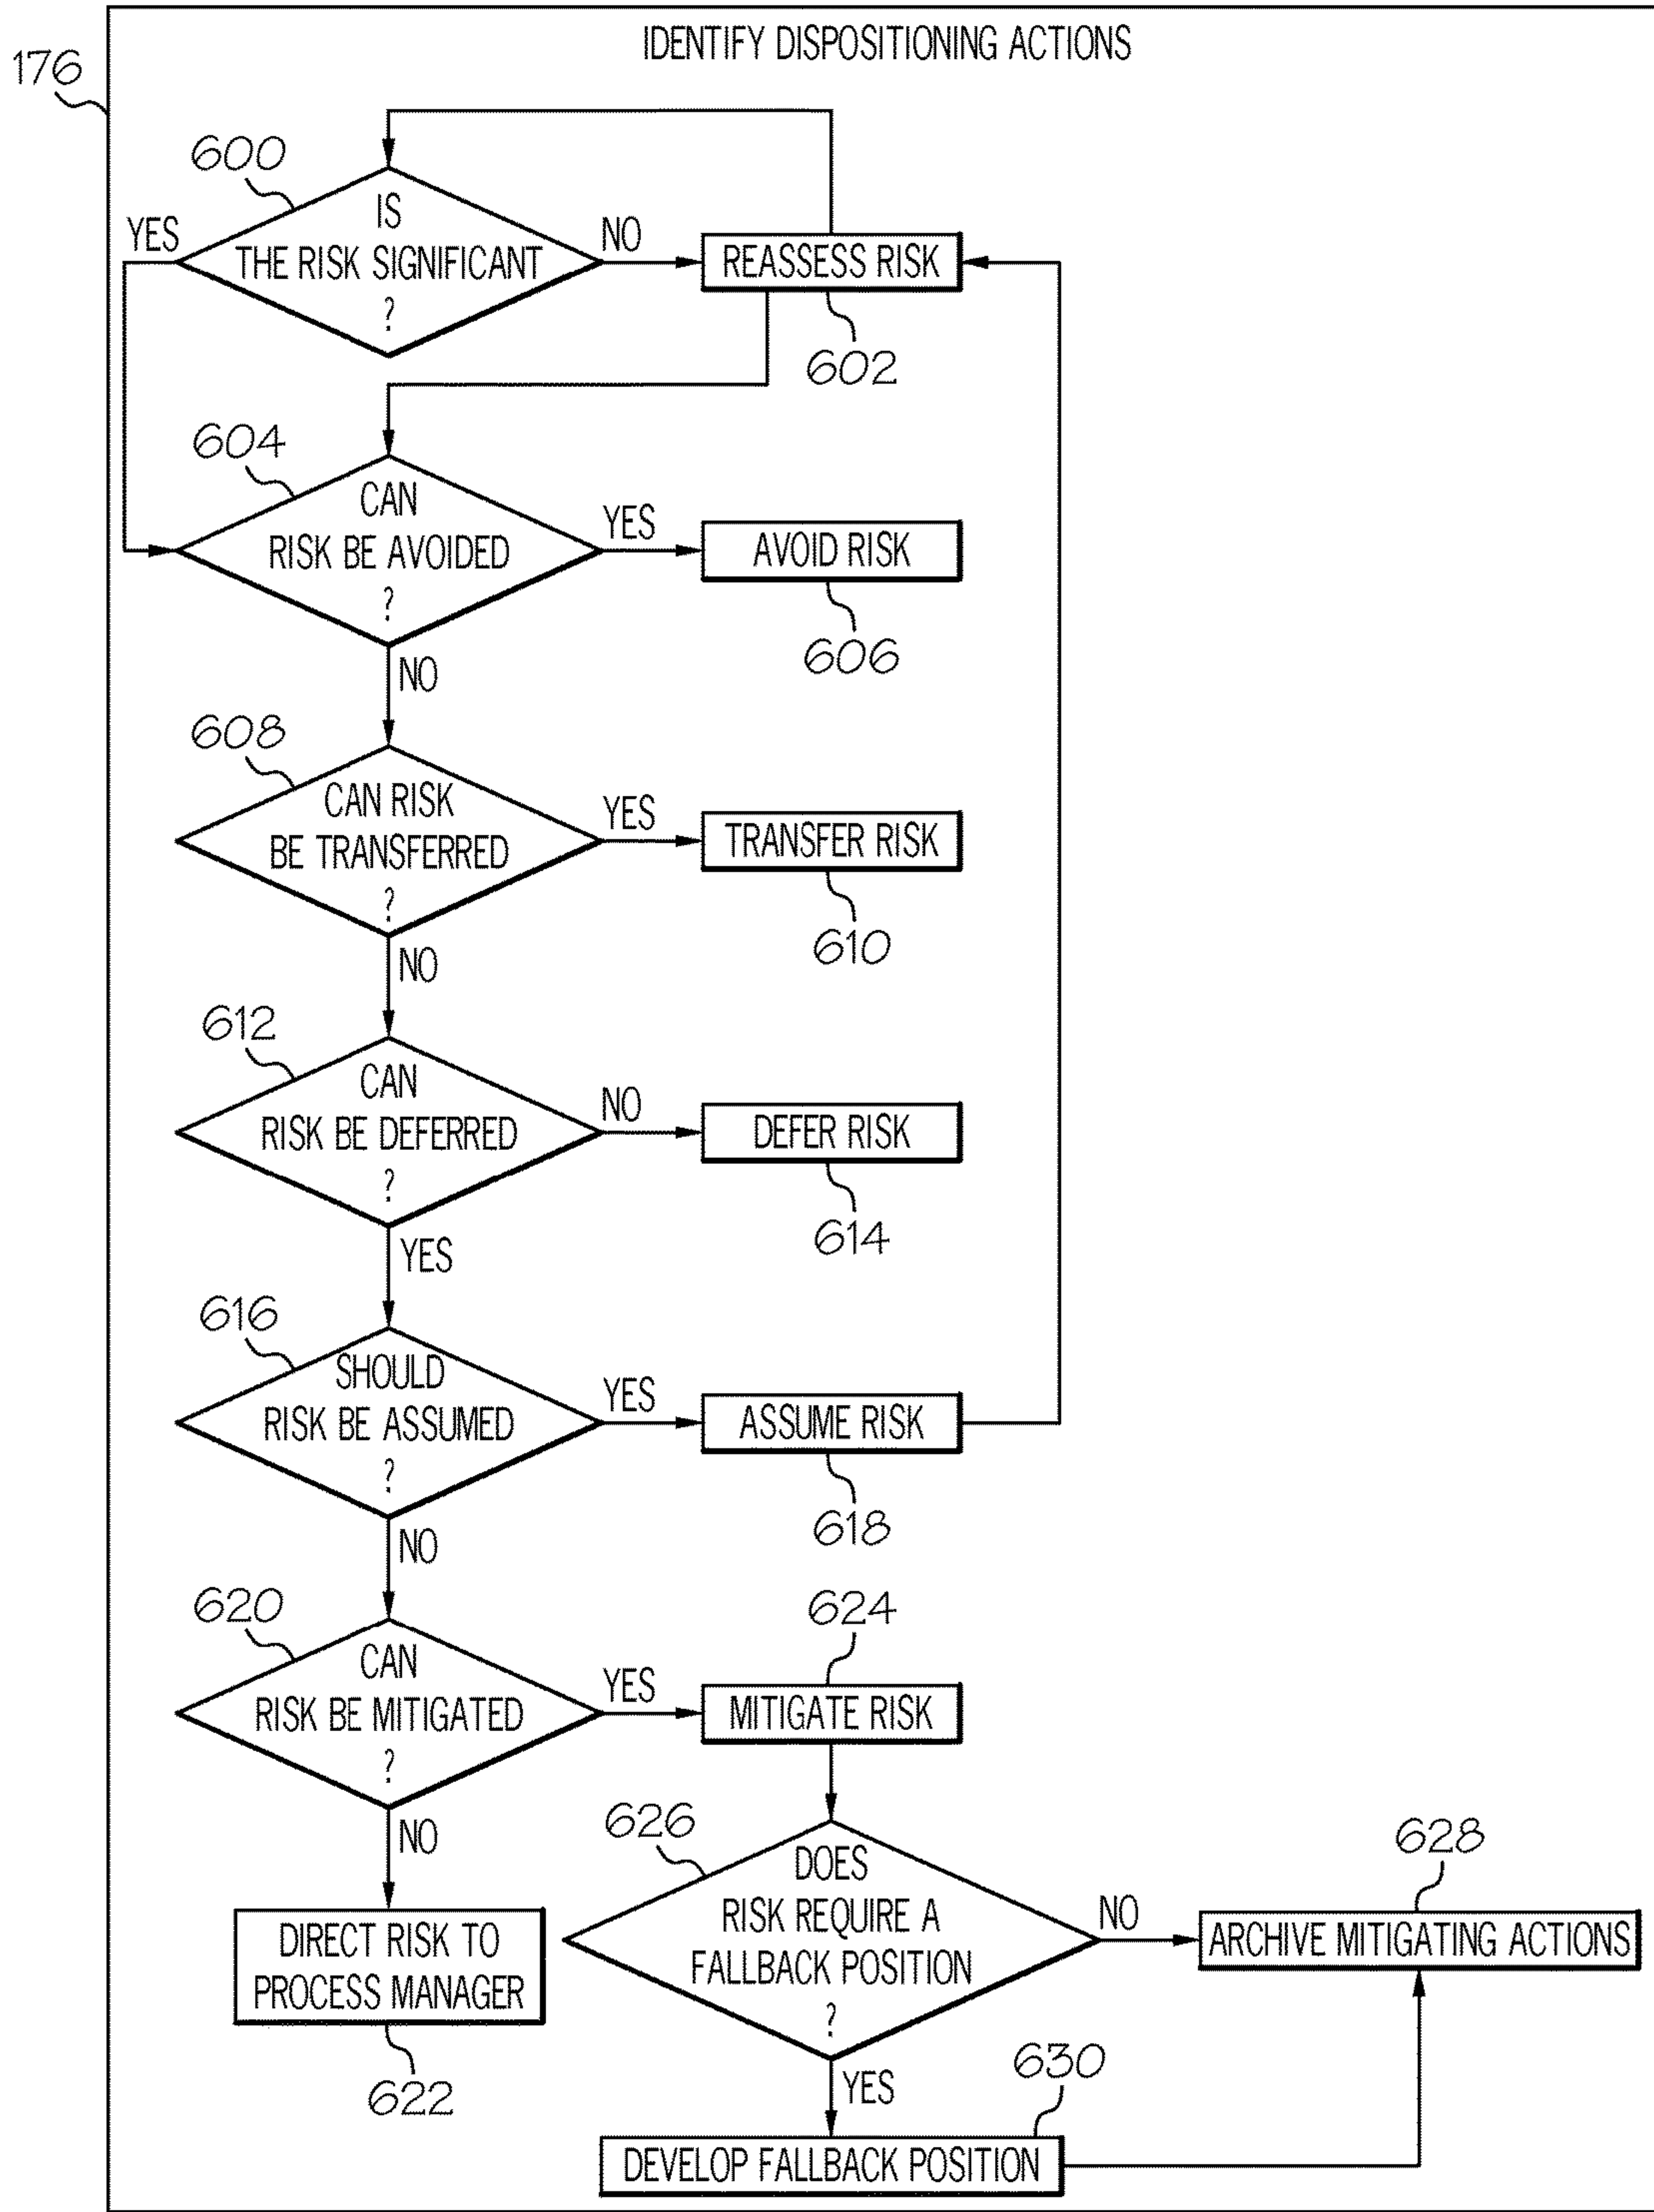 IDENTIFY DISPOSITIONING ACTIONS
176
600
IS
THE RISK SIGNIFICANT
?
YES
NO
REASSESS RISK
602
604
CAN
RISK BE AVOIDED
?
YES
AVOID RISK
606
NO
608
CAN RISK
BE TRANSFERRED
?
YES
TRANSFER RISK
610
NO
612
CAN
RISK BE DEFERRED
?
NO
DEFER RISK
614
YES
616
SHOULD
RISK BE ASSUMED
?
YES
ASSUME RISK
618
NO
620
CAN
RISK BE MITIGATED
?
YES
624
MITIGATE RISK
NO
DIRECT RISK TO
PROCESS MANAGER
622
626
DOES
RISK REQUIRE A
FALLBACK POSITION
?
NO
628
ARCHIVE MITIGATING ACTIONS
YES
630
DEVELOP FALLBACK POSITION